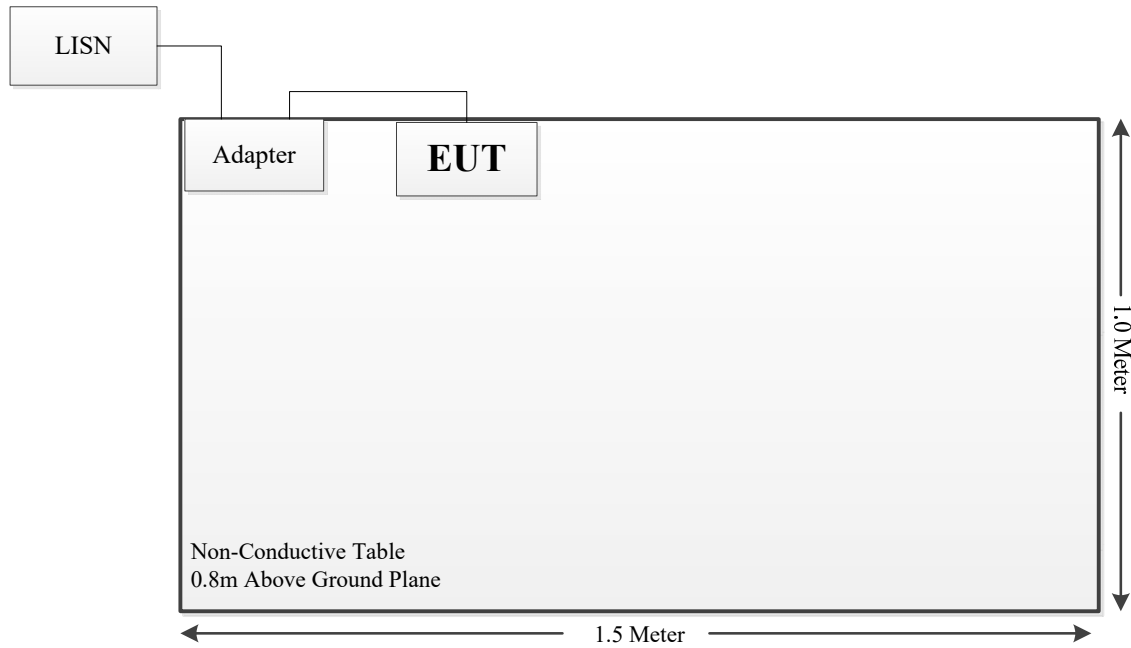 LISN
Adapter
EUT
1.0 Meter
Non-Conductive Table
0.8m Above Ground Plane
1.5 Meter